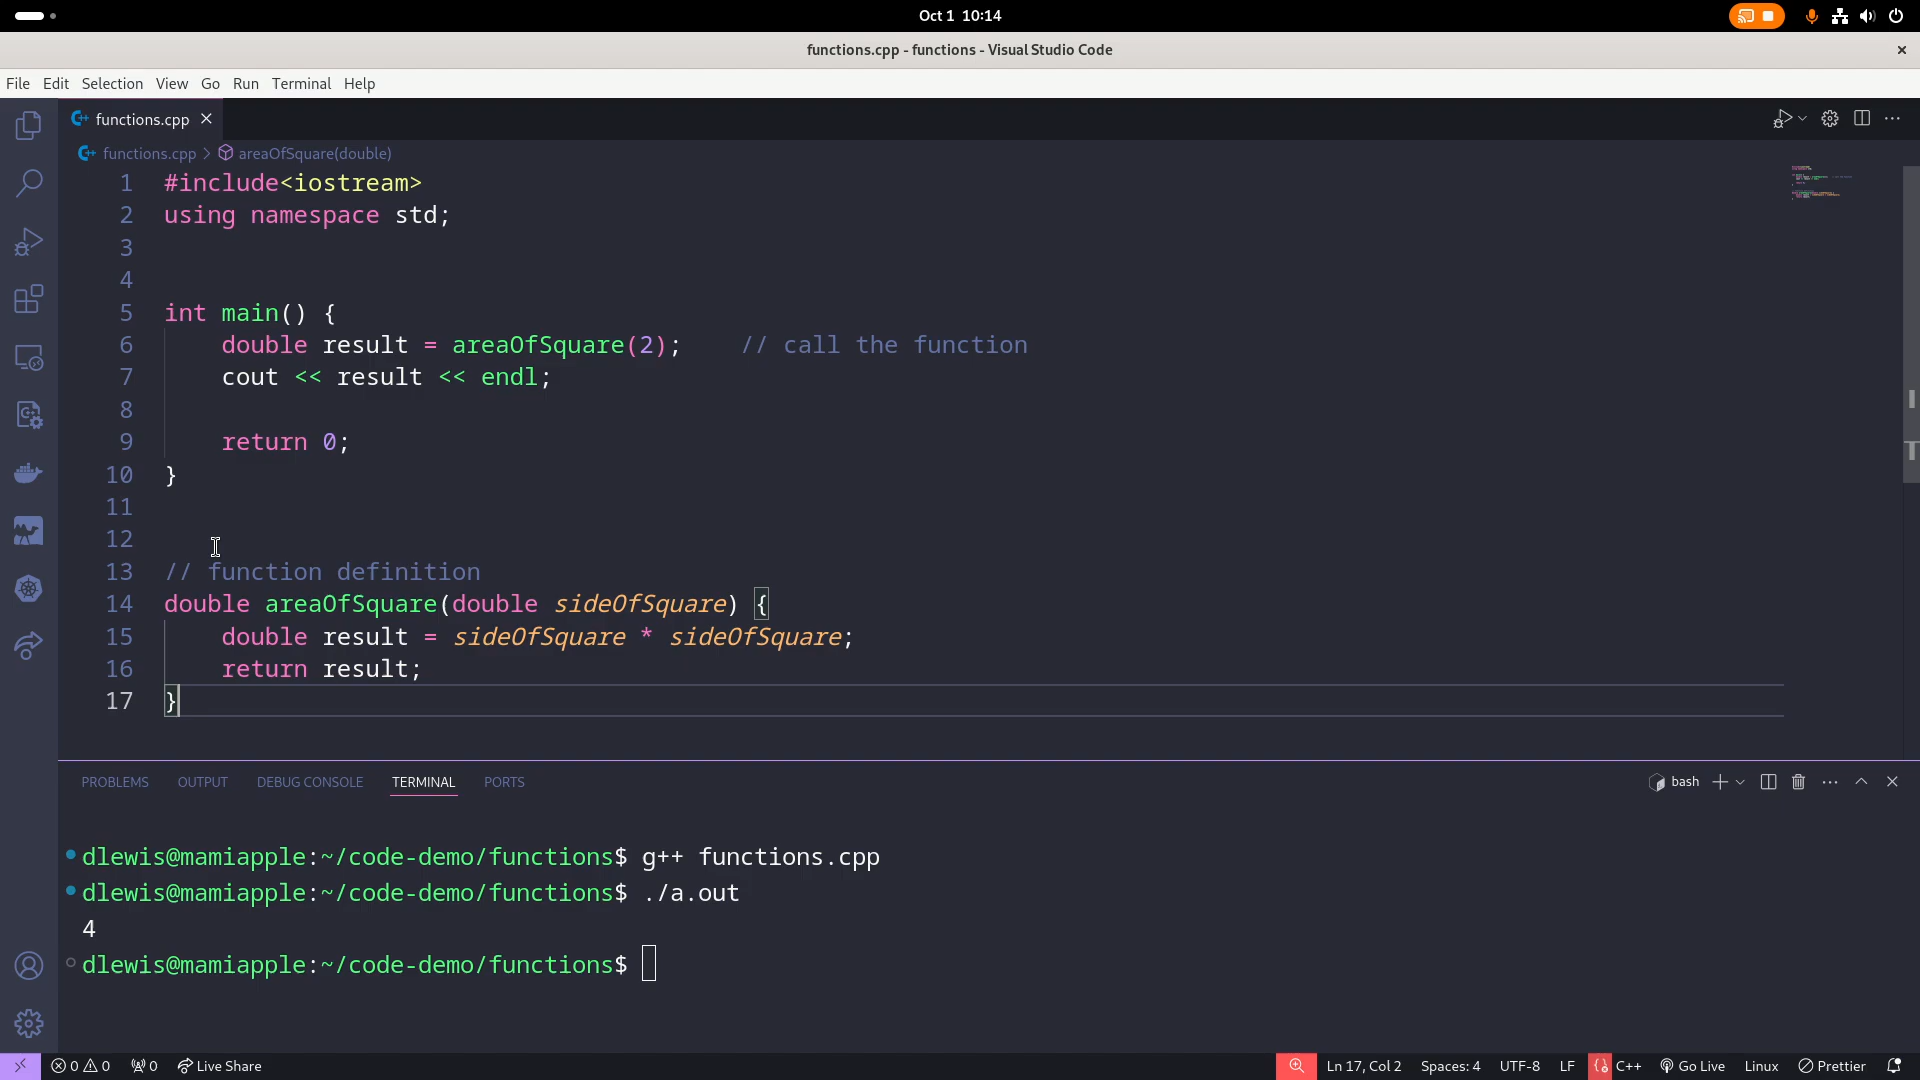 Oct 1 10:14
functions.cpp - functions - Visual Studio Code
File Edit Selection View Go Run Terminal Help
functions.cpp
functions.cpp > areaOfSquare(double)
1 #include<iostream>
2 using namespace std;
3
4
5 int main() {
6 double result = areaOfSquare(2); // call the function
7 cout << result << endl;
8
9 return 0;
10 }
11
12
13 // function definition
14 double areaOfSquare(double sideOfSquare) {
15 double result = sideOfSquare * sideOfSquare;
16 return result;
17 }
PROBLEMS OUTPUT DEBUG CONSOLE TERMINAL PORTS bash
dlewis@mamiapple:~/code-demo/functions$ g++ functions.cpp
dlewis@mamiapple:~/code-demo/functions$ ./a.out
4
dlewis@mamiapple:~/code-demo/functions$
0 0 0 Live Share Ln 17, Col 2 Spaces: 4 UTF-8 LF C++ Go Live Linux Prettier